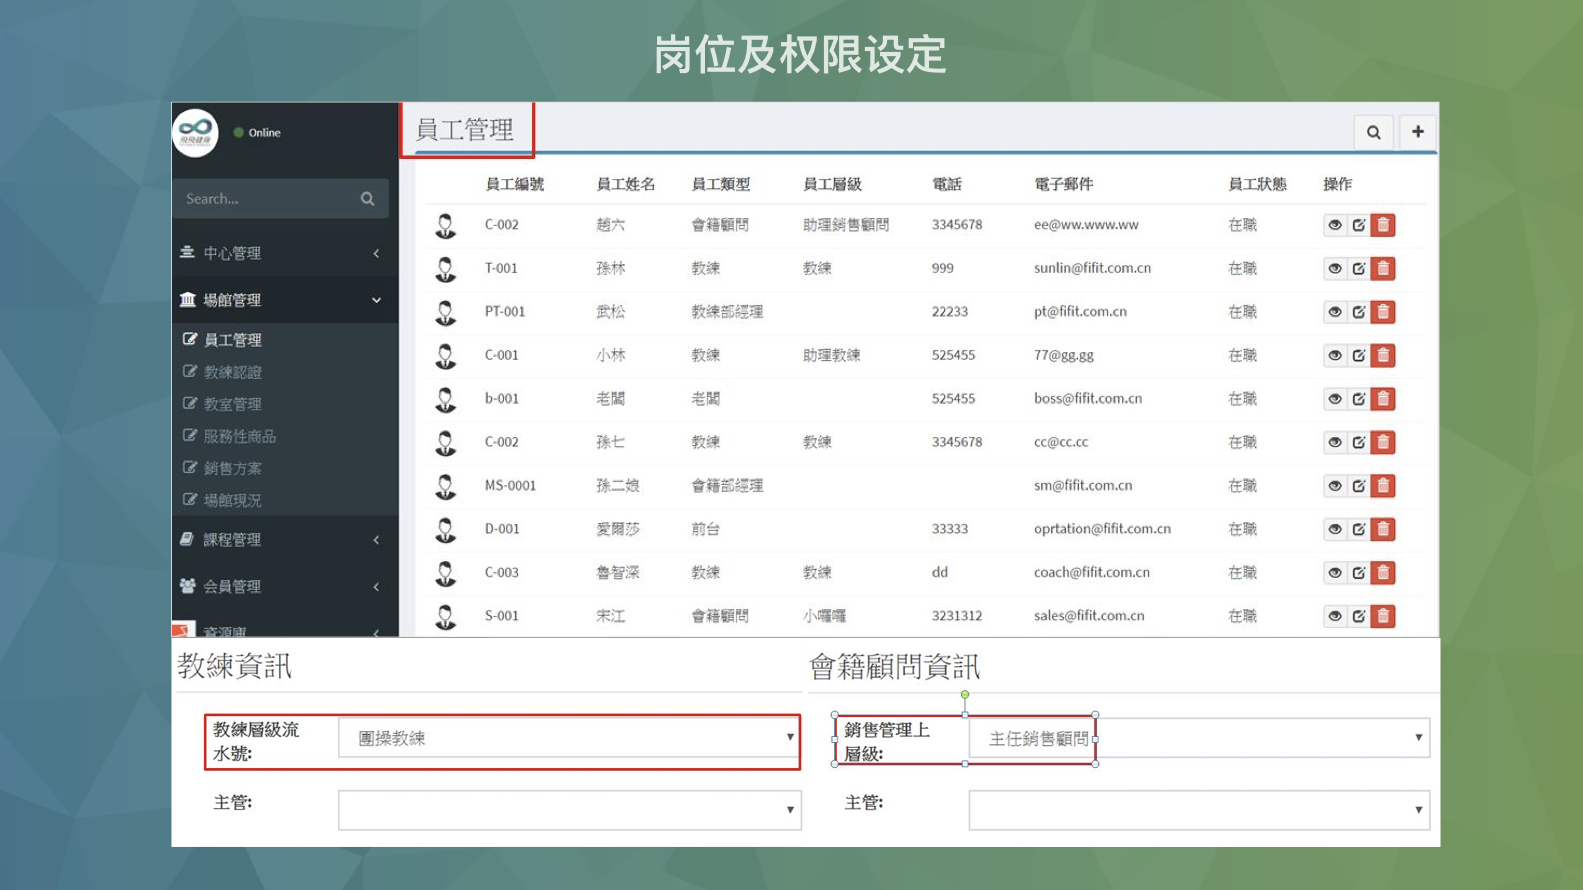 岗位及权限设定
Online
員工管理
Search...
中心管理
場館管理
員工管理
教練認證
教室管理
服務性商品
銷售方案
場館現況
課程管理
会員管理
資源庫
員工編號 員工姓名 員工類型 員工層級 電話 電子郵件 員工狀態 操作
C-002 趙六 會籍顧問 助理銷售顧問 3345678 ee@ww.www.ww 在職
T-001 孫林 教練 教練 999 sunlin@fifit.com.cn 在職
PT-001 武松 教練部經理 22233 pt@fifit.com.cn 在職
C-001 小林 教練 助理教練 525455 77@gg.gg 在職
b-001 老闆 老闆 525455 boss@fifit.com.cn 在職
C-002 孫七 教練 教練 3345678 cc@cc.cc 在職
MS-0001 孫二娘 會籍部經理 sm@fifit.com.cn 在職
D-001 愛爾莎 前台 33333 oprtation@fifit.com.cn 在職
C-003 魯智深 教練 教練 dd coach@fifit.com.cn 在職
S-001 宋江 會籍顧問 小囉囉 3231312 sales@fifit.com.cn 在職
教練資訊
教練層級流
水號:
團操教練
主管:
會籍顧問資訊
銷售管理上
層級:
主任銷售顧問
主管: